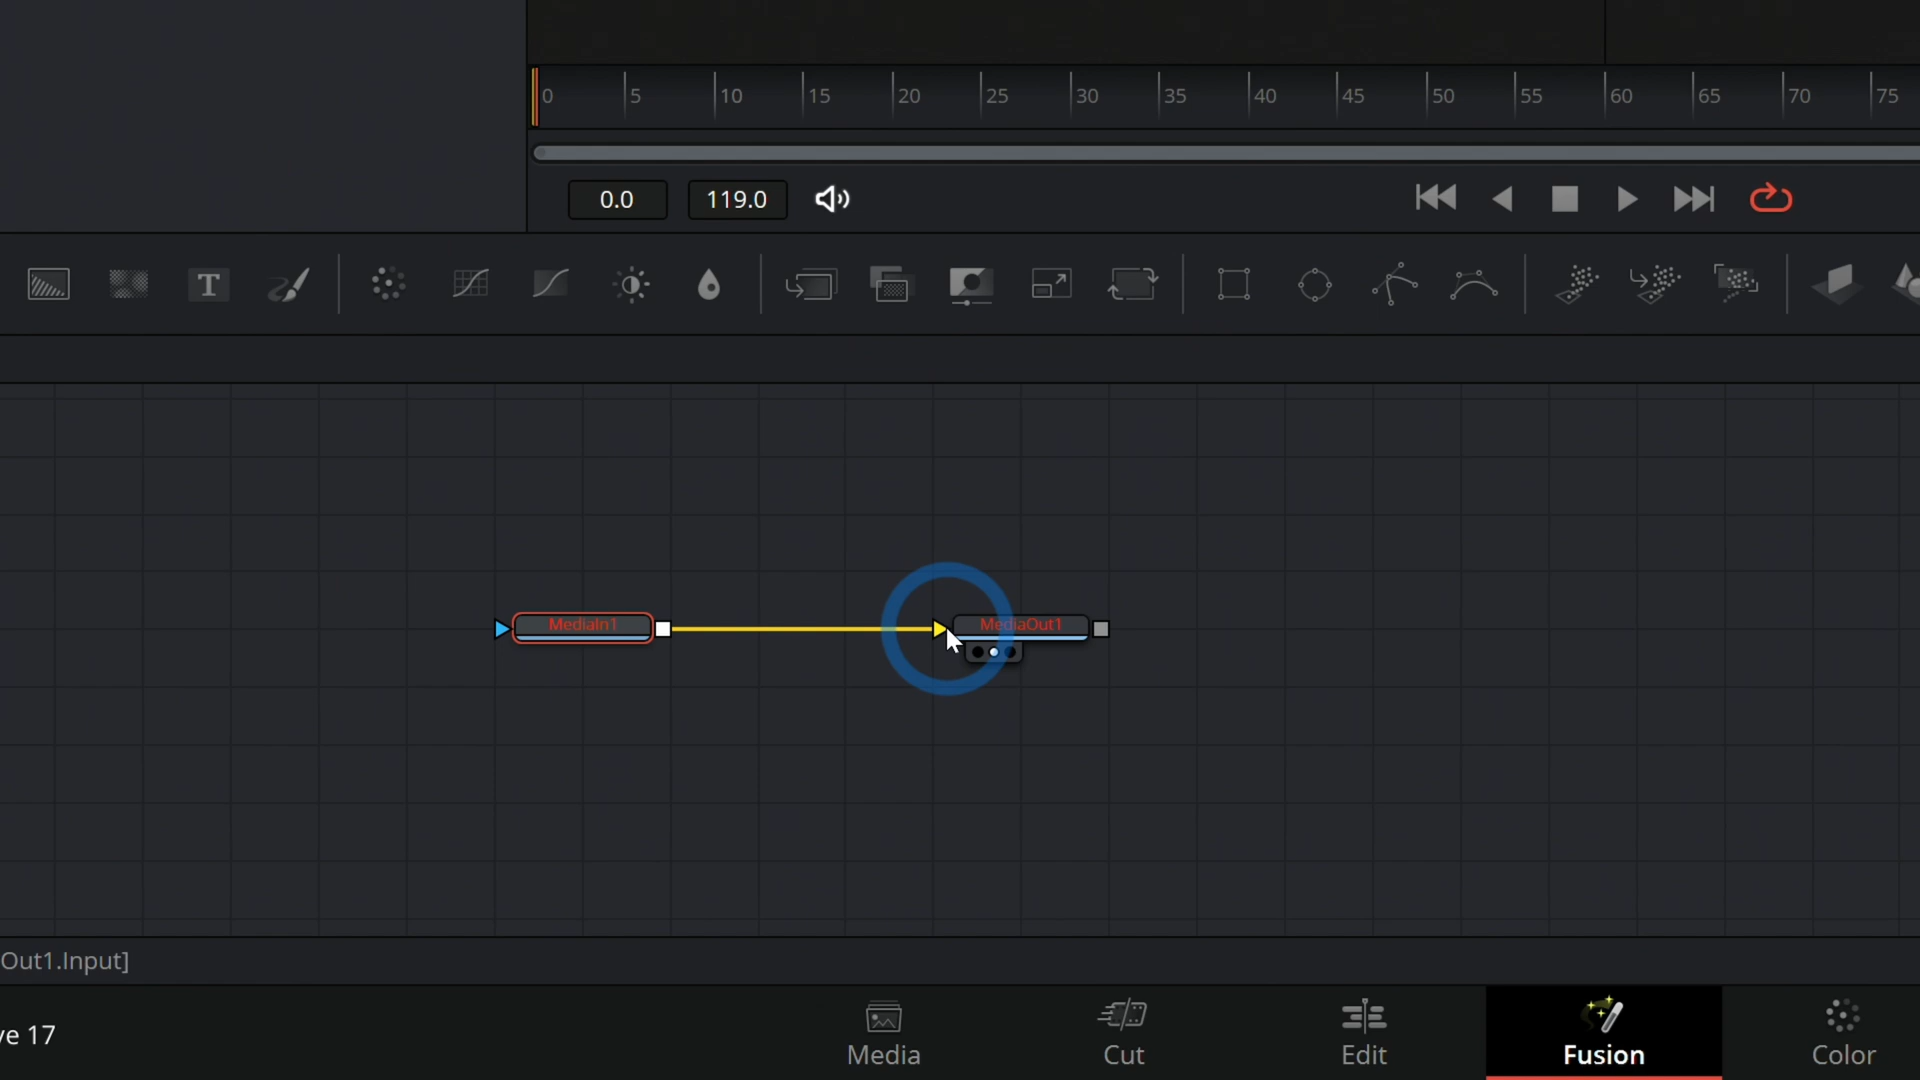 0 5 10 15 20 25 30 35 40 45 50 55 60 65 70 75
0.0 119.0
T
MediaIn1 MediaOut1
Out1.Input]
ve 17
Media Cut Edit Fusion Color